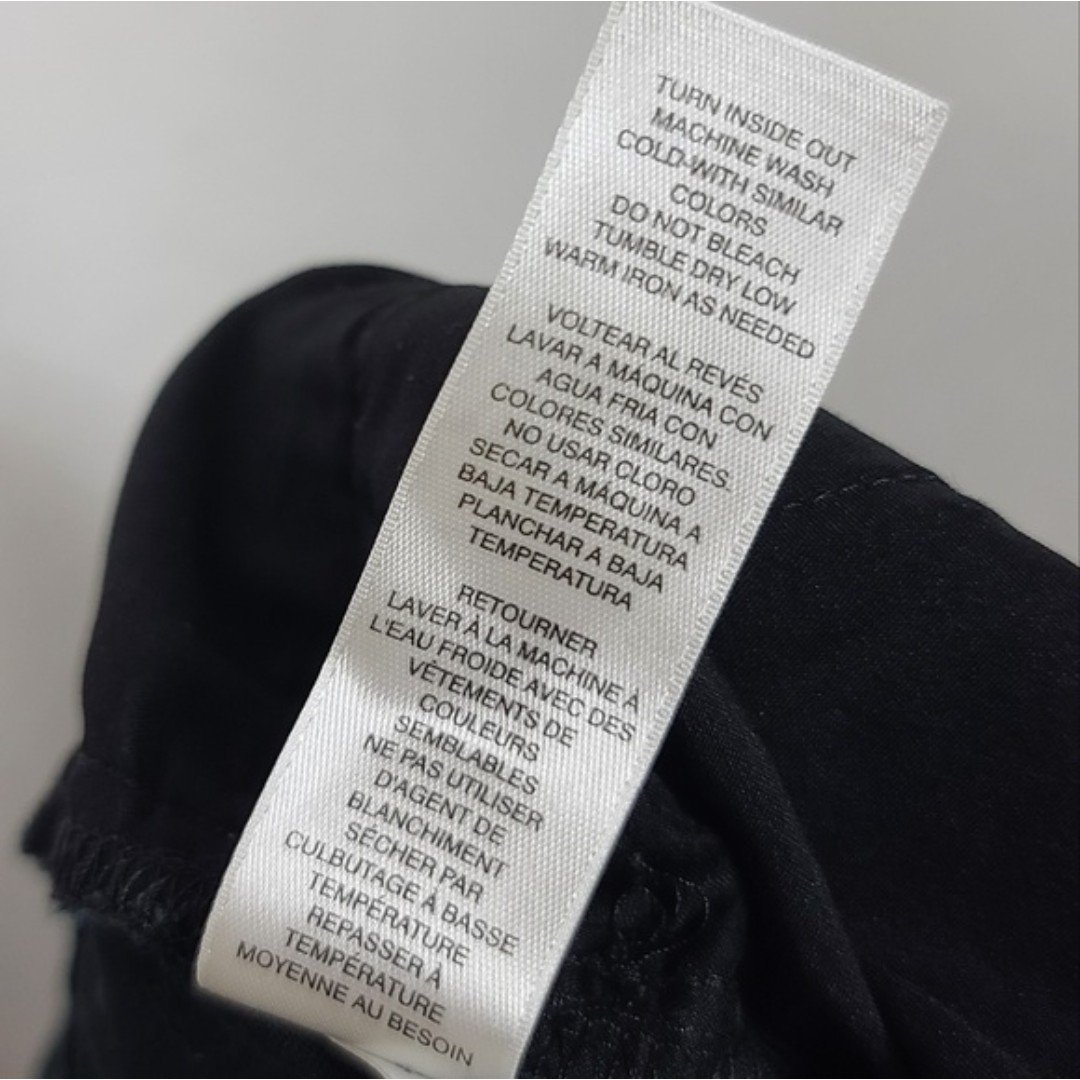 TURN INSIDE OUT
MACHINE WASH
COLD-WITH SIMILAR
COLORS
DO NOT BLEACH
TUMBLE DRY LOW
WARM IRON AS NEEDED
VOLTEAR AL REVES
LAVAR A MAQUINA CON
AGUA FRIA CON
COLORES SIMILARES.
NO USAR CLORO
SECAR A MAQUINA A
BAJA TEMPERATURA
PLANCHAR A BAJA
TEMPERATURA
RETOURNER
LAVER À LA MACHINE À
L'EAU FROIDE AVEC DES
VÊTEMENTS DE
COULEURS
SEMBLABLES
NE PAS UTILISER
D'AGENT DE
BLANCHIMENT
SÉCHER PAR
CULBUTAGE À BASSE
TEMPÉRATURE
REPASSER À
TEMPÉRATURE
MOYENNE AU BESOIN